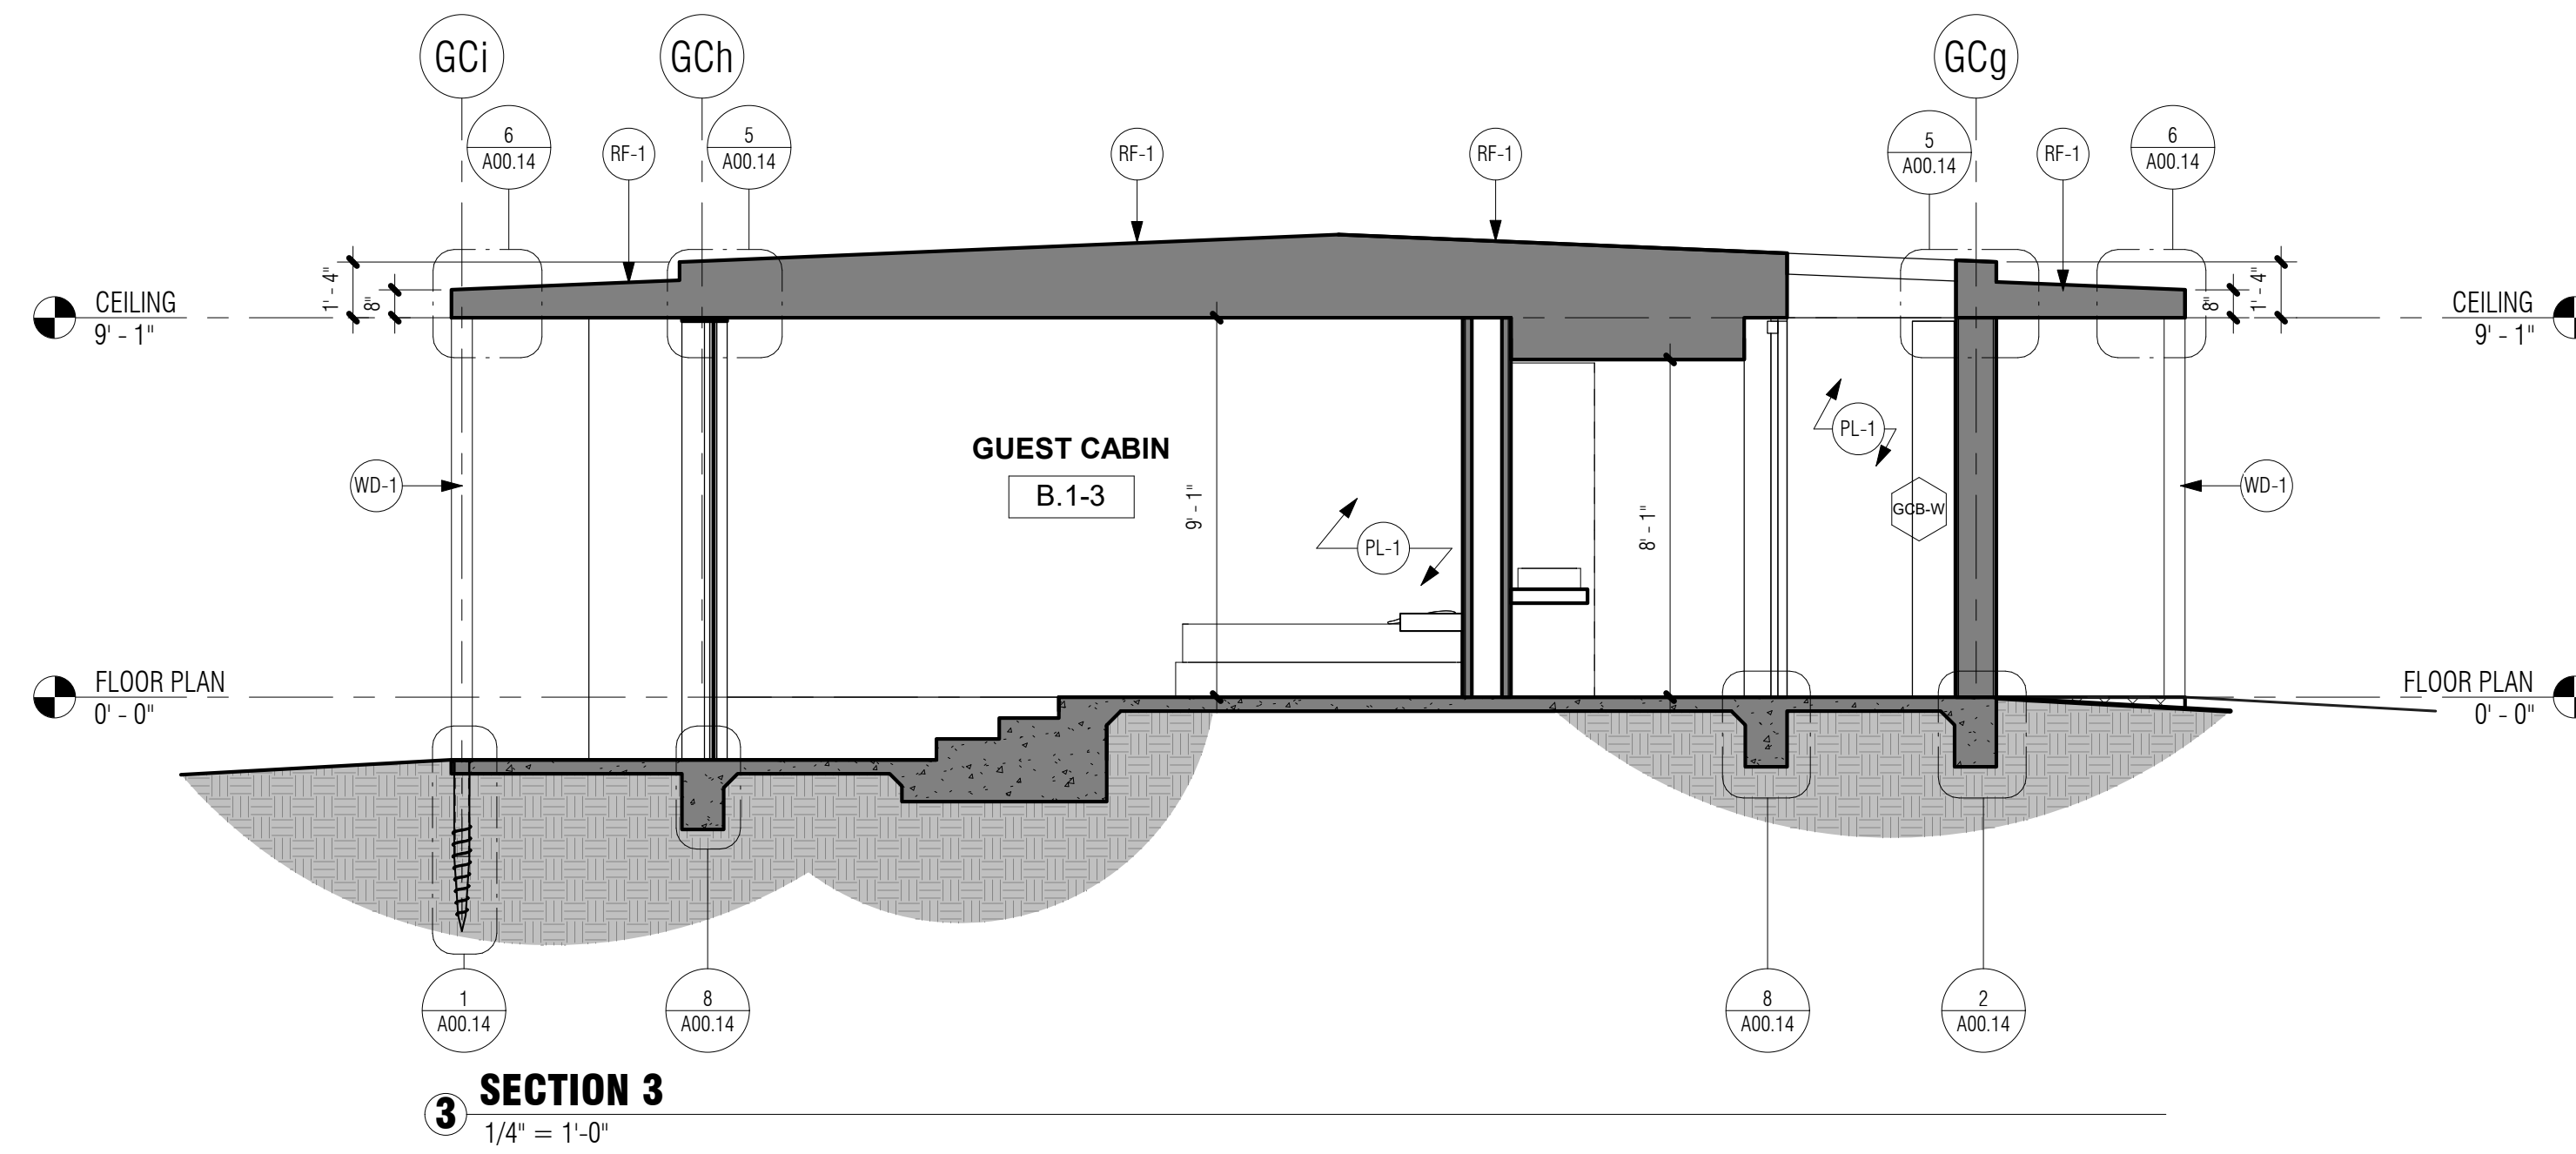 GCi
GCh
GCg
6
A00.14
RF-1
5
A00.14
RF-1
RF-1
5
A00.14
RF-1
6
A00.14
1' - 4"
8"
8"
1' - 4"
CEILING
9' - 1"
CEILING
9' - 1"
WD-1
GUEST CABIN
B.1-3
9' - 1"
PL-1
8' - 1"
PL-1
GCB-W
WD-1
FLOOR PLAN
0' - 0"
FLOOR PLAN
0' - 0"
1
A00.14
8
A00.14
8
A00.14
2
A00.14
3
SECTION 3
1/4" = 1'-0"